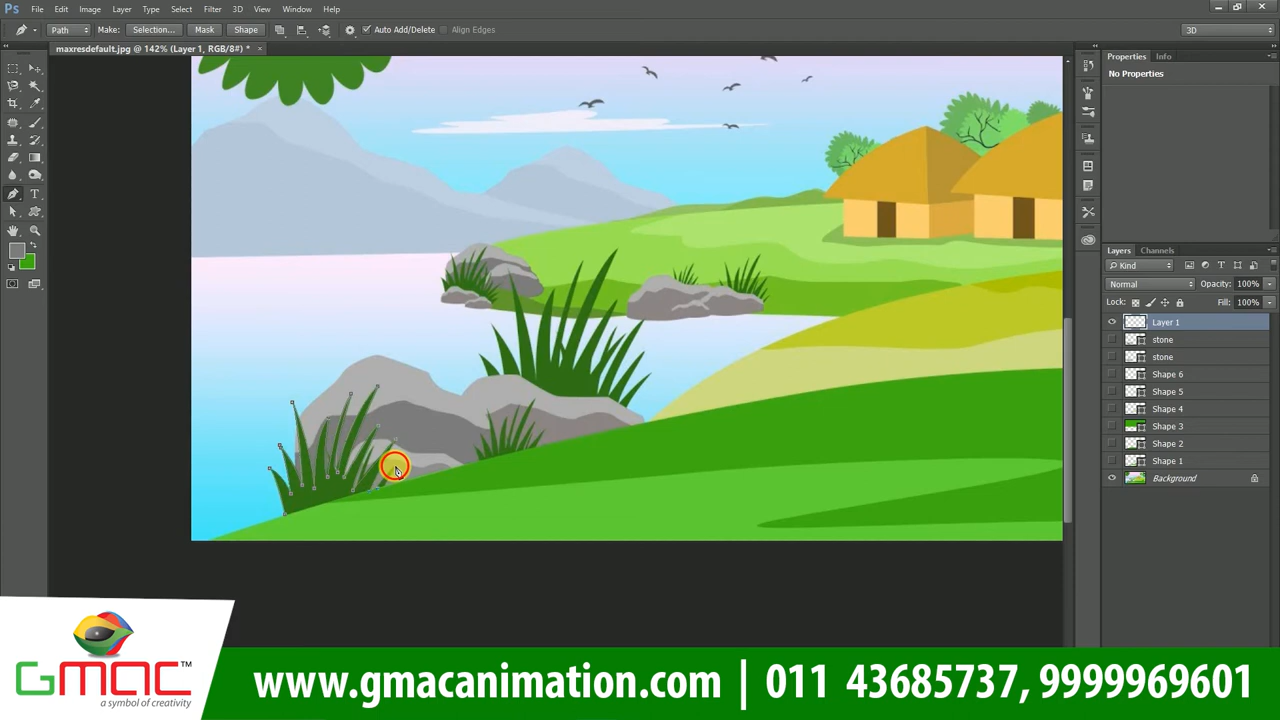 Ps File Edit Image Layer Type Select Filter 3D View Window Help
Path Make: Selection... Mask Shape Auto Add/Delete Align Edges 3D
maxresdefault.jpg @ 142% (Layer 1, RGB/8#) * ×
Properties Info
No Properties
Layers Channels
Kind
Normal Opacity: 100%
Lock: Fill: 100%
Layer 1
stone
stone
Shape 6
Shape 5
Shape 4
Shape 3
Shape 2
Shape 1
Background
GMAC™
a symbol of creativity
www.gmacanimation.com | 011 43685737, 9999969601